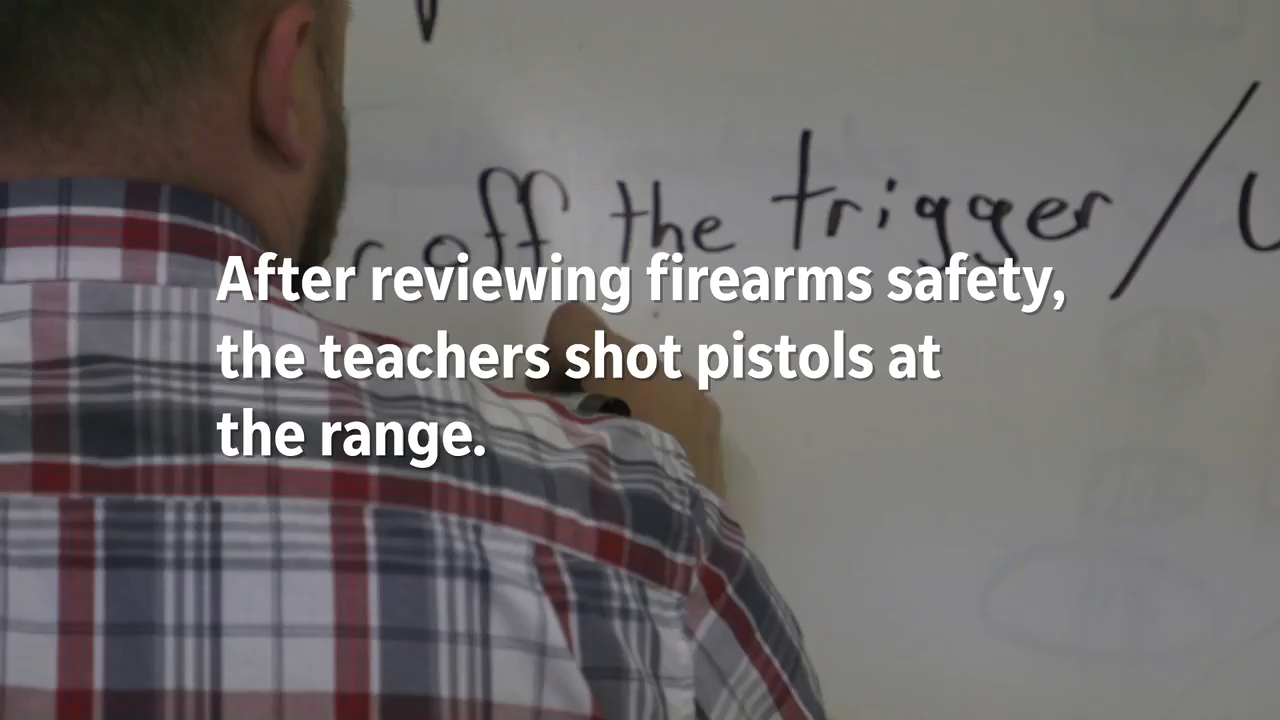 off the trigger /
After reviewing firearms safety,
the teachers shot pistols at
the range.